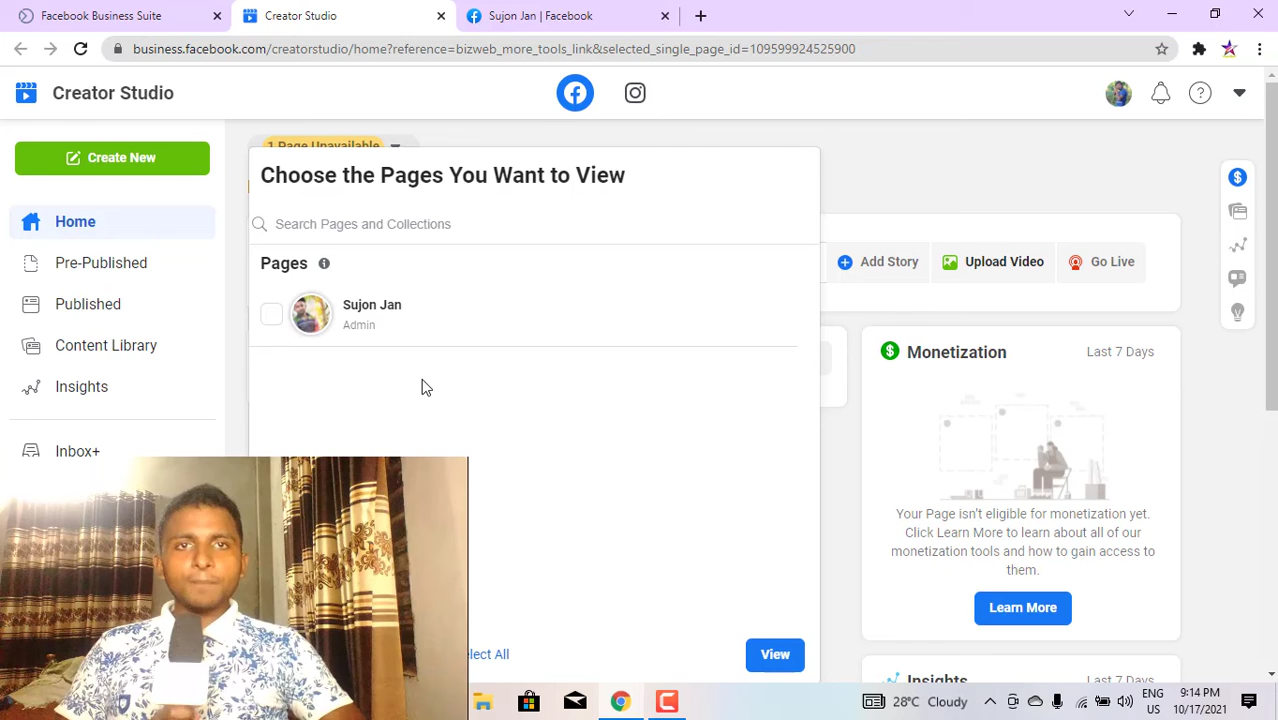 Facebook Business Suite
Creator Studio
Sujon Jan | Facebook
business.facebook.com/creatorstudio/home?reference=bizweb_more_tools_link&selected_single_page_id=109599924525900
Creator Studio
Create New
1 Page Unavailable
Home
Pre-Published
Published
Content Library
Insights
Inbox+
Choose the Pages You Want to View
Search Pages and Collections
Pages
Sujon Jan
Admin
lect All
View
Add Story
Upload Video
Go Live
Monetization
Last 7 Days
Your Page isn't eligible for monetization yet.
Click Learn More to learn about all of our
monetization tools and how to gain access to
them.
Learn More
Insights
Last 7 Days
28°C Cloudy
ENG
US
9:14 PM
10/17/2021